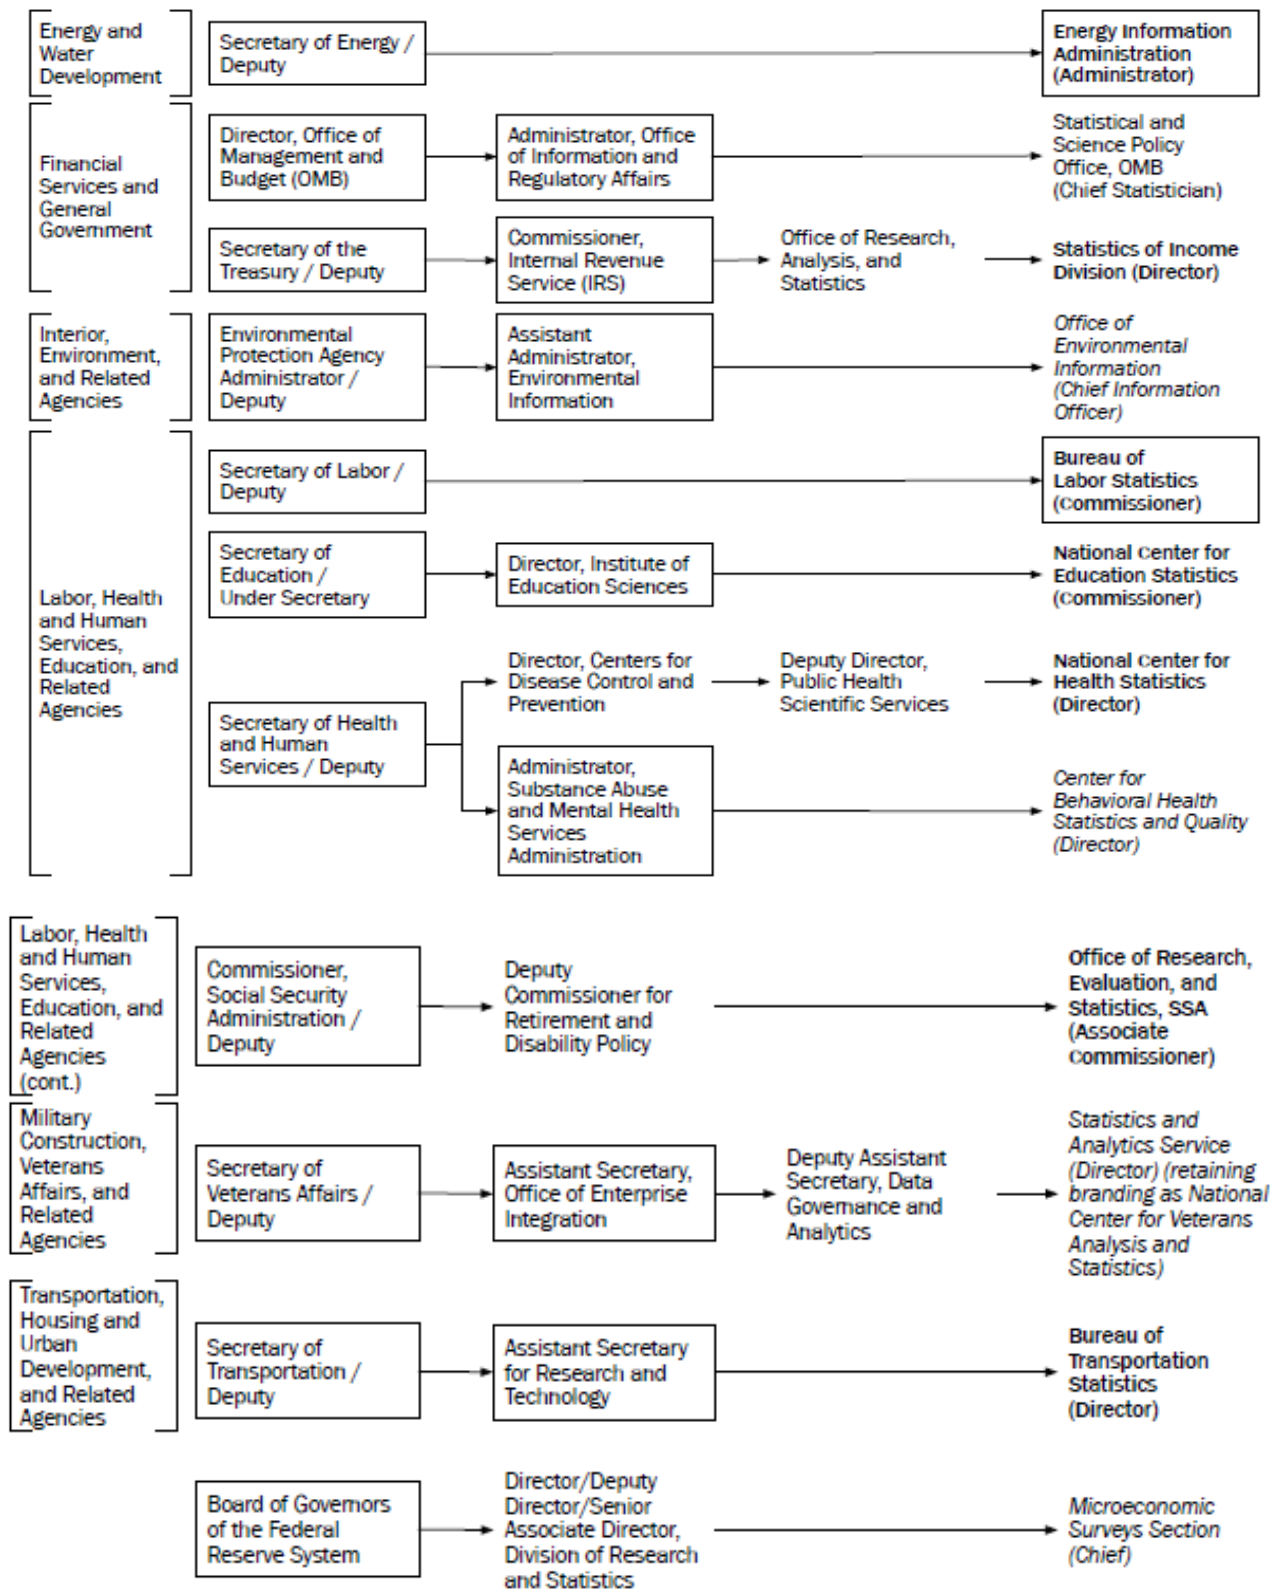 Energy and
Water
Development
Secretary of Energy /
Deputy
Energy Information
Administration
(Administrator)
Financial
Services and
General
Government
Director, Office of
Management and
Budget (OMB)
Administrator, Office
of Information and
Regulatory Affairs
Statistical and
Science Policy
Office, OMB
(Chief Statistician)
Secretary of the
Treasury / Deputy
Commissioner,
Internal Revenue
Service (IRS)
Office of Research,
Analysis, and
Statistics
Statistics of Income
Division (Director)
Interior,
Environment,
and Related
Agencies
Environmental
Protection Agency
Administrator /
Deputy
Assistant
Administrator,
Environmental
Information
Office of
Environmental
Information
(Chief Information
Officer)
Labor, Health
and Human
Services,
Education, and
Related
Agencies
Secretary of Labor /
Deputy
Bureau of
Labor Statistics
(Commissioner)
Secretary of
Education /
Under Secretary
Director, Institute of
Education Sciences
National Center for
Education Statistics
(Commissioner)
Secretary of Health
and Human
Services / Deputy
Director, Centers for
Disease Control and
Prevention
Deputy Director,
Public Health
Scientific Services
National Center for
Health Statistics
(Director)
Administrator,
Substance Abuse
and Mental Health
Services
Administration
Center for
Behavioral Health
Statistics and Quality
(Director)
Labor, Health
and Human
Services,
Education, and
Related
Agencies
(cont.)
Commissioner,
Social Security
Administration /
Deputy
Deputy
Commissioner for
Retirement and
Disability Policy
Office of Research,
Evaluation, and
Statistics, SSA
(Associate
Commissioner)
Military
Construction,
Veterans
Affairs, and
Related
Agencies
Secretary of
Veterans Affairs /
Deputy
Assistant Secretary,
Office of Enterprise
Integration
Deputy Assistant
Secretary, Data
Governance and
Analytics
Statistics and
Analytics Service
(Director) (retaining
branding as National
Center for Veterans
Analysis and
Statistics)
Transportation,
Housing and
Urban
Development,
and Related
Agencies
Secretary of
Transportation /
Deputy
Assistant Secretary
for Research and
Technology
Bureau of
Transportation
Statistics
(Director)
Board of Governors
of the Federal
Reserve System
Director/Deputy
Director/Senior
Associate Director,
Division of Research
and Statistics
Microeconomic
Surveys Section
(Chief)